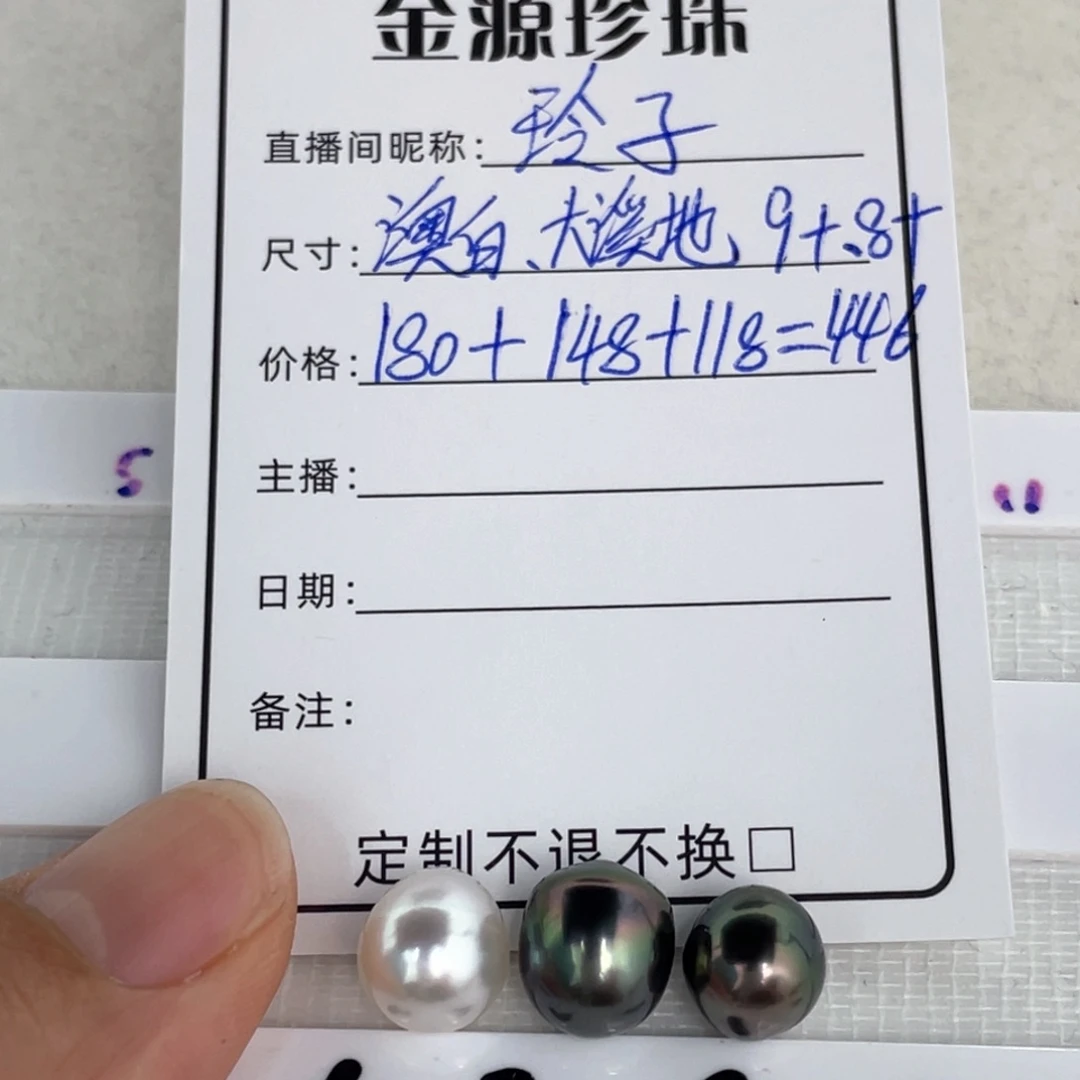 金源珍珠
直播间昵称：玲子
尺寸：澳白、大溪地、9+、8+
价格：180+148+118=446
主播：
日期：
备注：
定制不退不换□
5
11